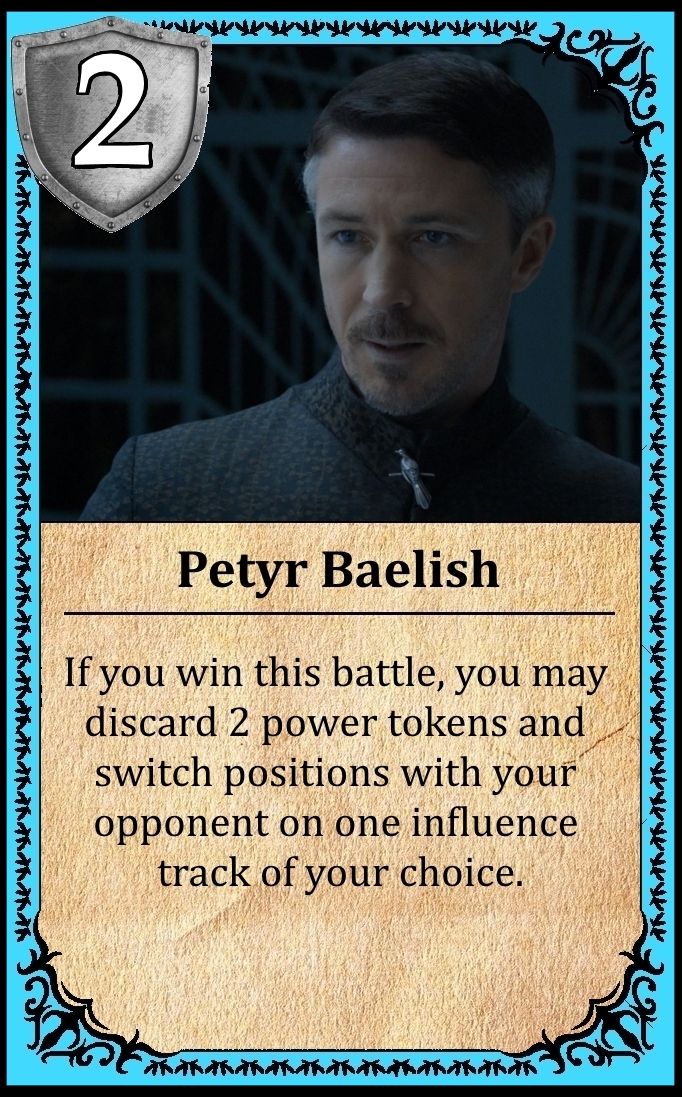 2
Petyr Baelish
If you win this battle, you may
discard 2 power tokens and
switch positions with your
opponent on one influence
track of your choice.